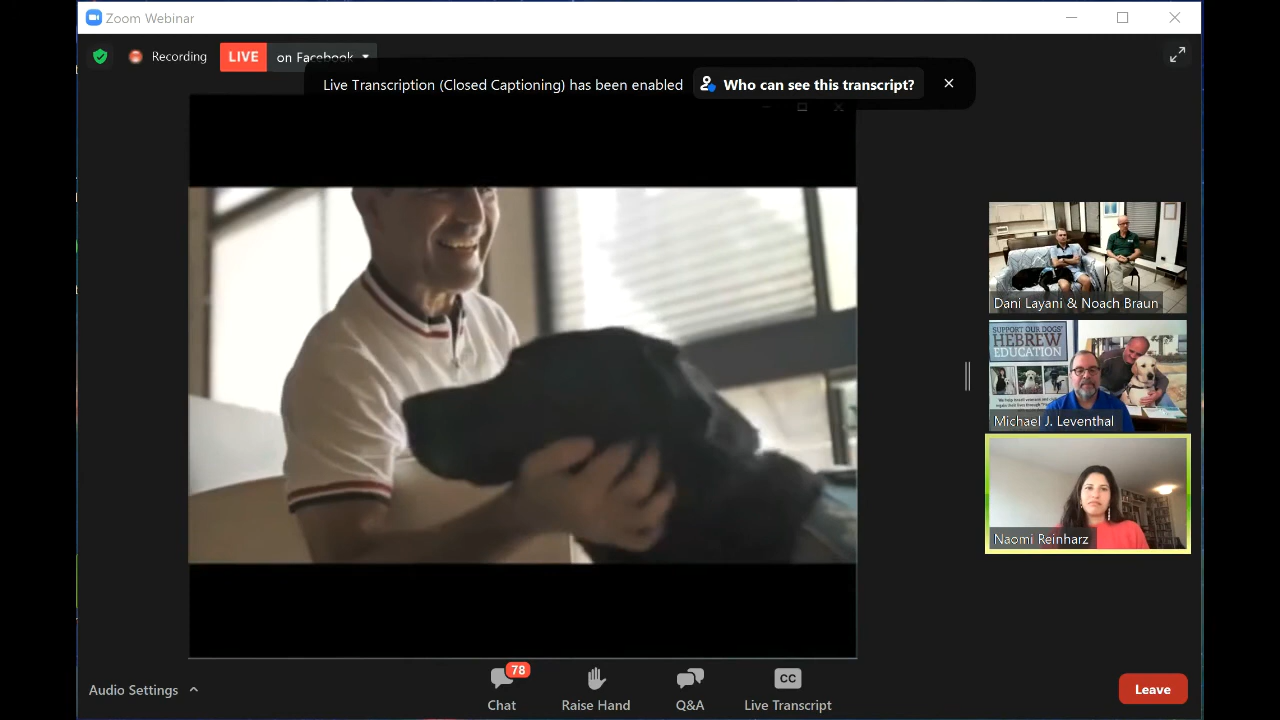 Zoom Webinar
Recording
LIVE
on Facebook
Live Transcription (Closed Captioning) has been enabled
Who can see this transcript?
Dani Layani & Noach Braun
SUPPORT OUR DOGS'
HEBREW
EDUCATION
Michael J. Leventhal
Naomi Reinharz
Audio Settings
78
Chat
Raise Hand
Q&A
CC
Live Transcript
Leave